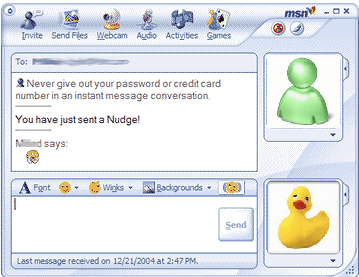 msn
Invite Send Files Webcam Audio Activities Games
To:
Never give out your password or credit card
number in an instant message conversation.
You have just sent a Nudge!
says:
Font Winks Backgrounds
Send
Last message received on 12/21/2004 at 2:47 PM.